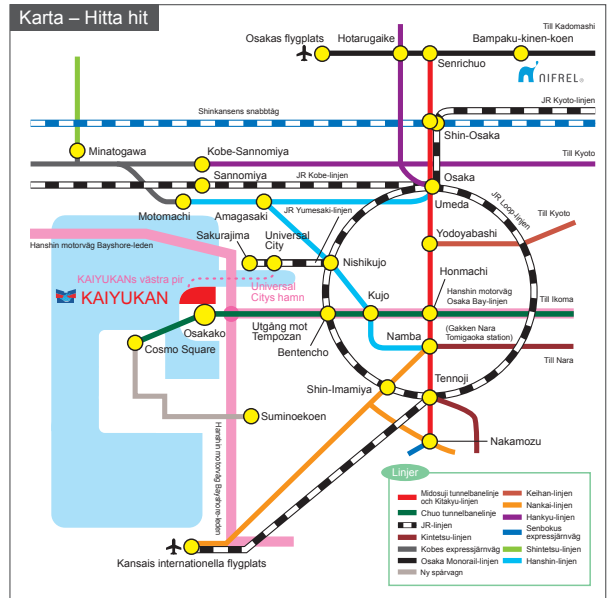 Karta – Hitta hit
Till Kadomashi
Osakas flygplats
Hotarugaike
Bampaku-kinen-koen
Senrichuo
NIFREL®
JR Kyoto-linjen
Shinkansens snabbtåg
Shin-Osaka
Minatogawa
Kobe-Sannomiya
Till Kyoto
Sannomiya
JR Kobe-linjen
Osaka
Umeda
Motomachi
Amagasaki
JR Yumesaki-linjen
JR Loop-linjen
Till Kyoto
Sakurajima
Universal
City
Yodoyabashi
Hanshin motorväg Bayshore-leden
Nishikujo
KAIYUKANs västra pir
KAIYUKAN
Universal
Citys hamn
Kujo
Honmachi
Hanshin motorväg
Osaka Bay-linjen
Till Ikoma
Osakako
Utgång mot
Tempozan
Namba
(Gakken Nara
Tomigaoka station)
Cosmo Square
Bentencho
Till Nara
Shin-Imamiya
Tennoji
Suminoekoen
Hanshin motorväg Bayshore-leden
Nakamozu
Kansais internationella flygplats
Linjer
Midosuji tunnelbanelinje
och Kitakyu-linjen
Chuo tunnelbanelinje
JR-linjen
Kintetsu-linjen
Kobes expressjärnväg
Osaka Monorail-linjen
Ny spårvagn
Keihan-linjen
Nankai-linjen
Hankyu-linjen
Senbokus
expressjärnväg
Shintetsu-linjen
Hanshin-linjen